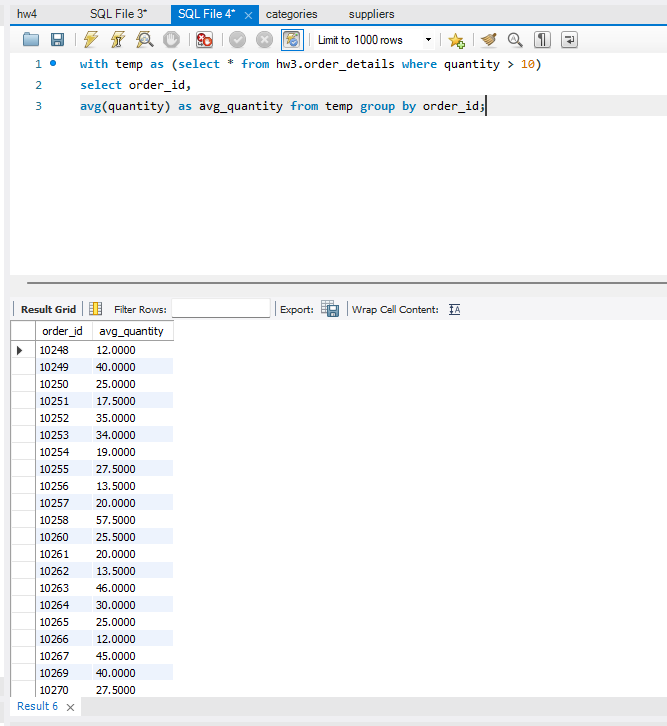 hw4 SQL File 3* SQL File 4* categories suppliers
Limit to 1000 rows
1 with temp as (select * from hw3.order_details where quantity > 10)
2 select order_id,
3 avg(quantity) as avg_quantity from temp group by order_id;
Result Grid Filter Rows: Export: Wrap Cell Content:
order_id avg_quantity
10248 12.0000
10249 40.0000
10250 25.0000
10251 17.5000
10252 35.0000
10253 34.0000
10254 19.0000
10255 27.5000
10256 13.5000
10257 20.0000
10258 57.5000
10260 25.5000
10261 20.0000
10262 13.5000
10263 46.0000
10264 30.0000
10265 25.0000
10266 12.0000
10267 45.0000
10269 40.0000
10270 27.5000
Result 6